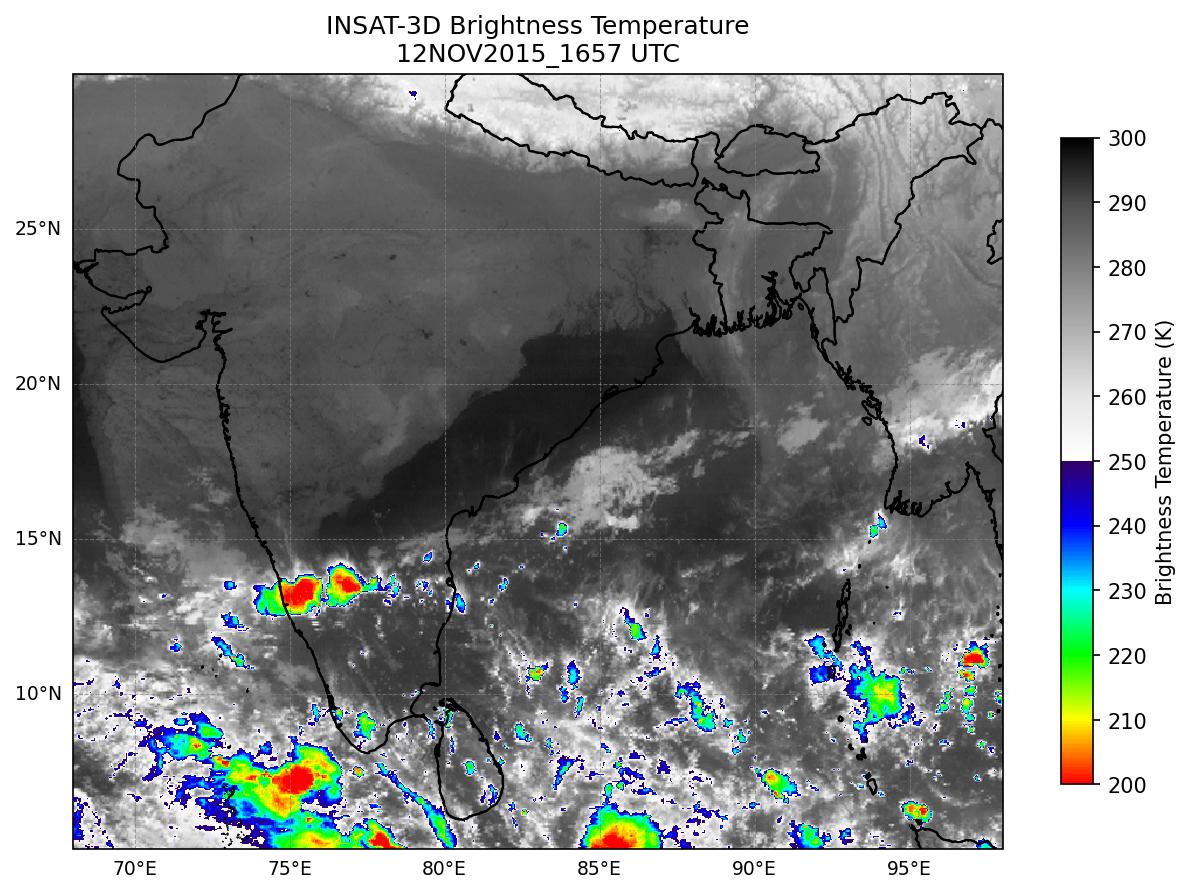 INSAT-3D Brightness Temperature
12NOV2015_1657 UTC
25°N
20°N
15°N
10°N
70°E
75°E
80°E
85°E
90°E
95°E
300
290
280
270
260
250
240
230
220
210
200
Brightness Temperature (K)